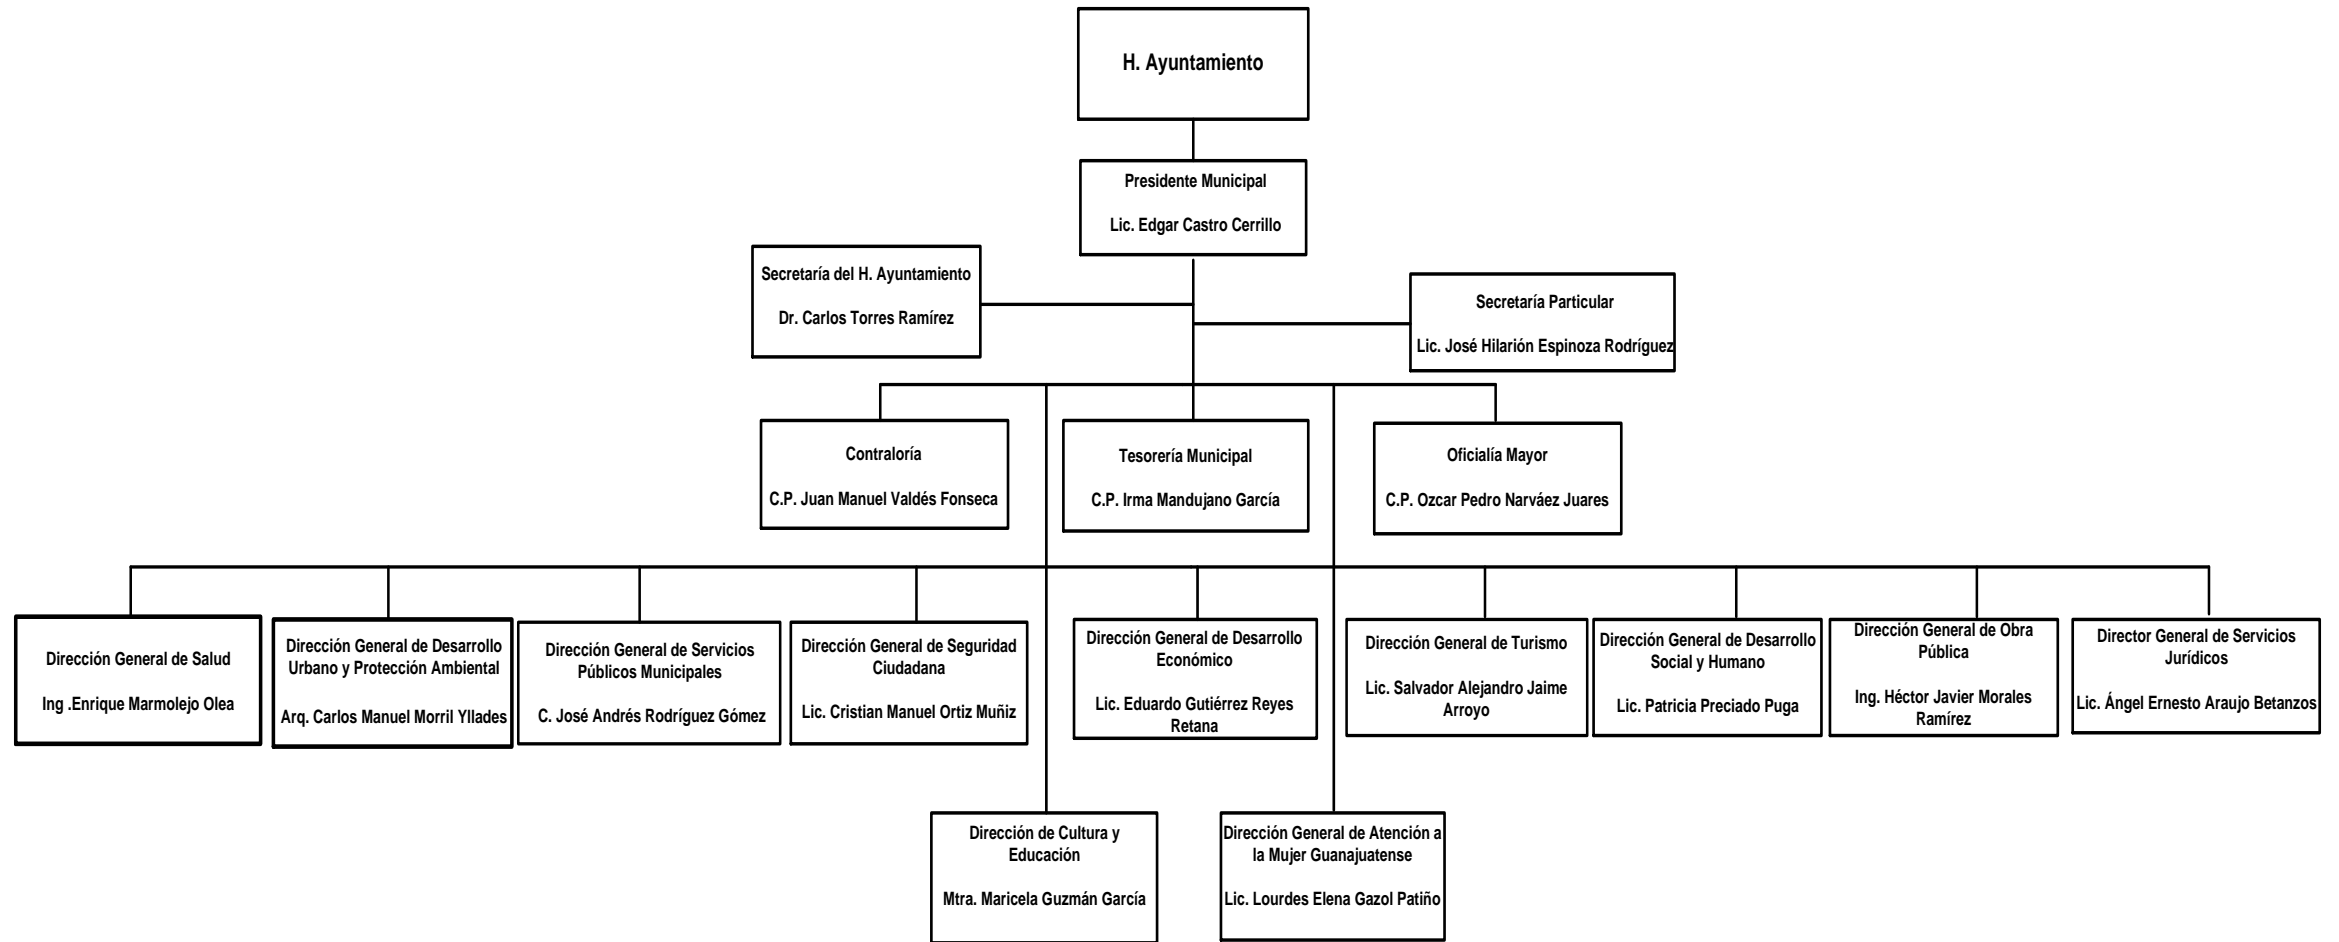 H. Ayuntamiento
Presidente Municipal
Lic. Edgar Castro Cerrillo
Secretaría del H. Ayuntamiento
Dr. Carlos Torres Ramírez
Secretaría Particular
Lic. José Hilarión Espinoza Rodríguez
Contraloría
C.P. Juan Manuel Valdés Fonseca
Tesorería Municipal
C.P. Irma Mandujano García
Oficialía Mayor
C.P. Ozcar Pedro Narváez Juares
Dirección General de Salud
Ing .Enrique Marmolejo Olea
Dirección General de Desarrollo
Urbano y Protección Ambiental
Arq. Carlos Manuel Morril Yllades
Dirección General de Servicios
Públicos Municipales
C. José Andrés Rodríguez Gómez
Dirección General de Seguridad
Ciudadana
Lic. Cristian Manuel Ortiz Muñiz
Dirección General de Desarrollo
Económico
Lic. Eduardo Gutiérrez Reyes
Retana
Dirección General de Turismo
Lic. Salvador Alejandro Jaime
Arroyo
Dirección General de Desarrollo
Social y Humano
Lic. Patricia Preciado Puga
Dirección General de Obra
Pública
Ing. Héctor Javier Morales
Ramírez
Director General de Servicios
Jurídicos
Lic. Ángel Ernesto Araujo Betanzos
Dirección de Cultura y
Educación
Mtra. Maricela Guzmán García
Dirección General de Atención a
la Mujer Guanajuatense
Lic. Lourdes Elena Gazol Patiño